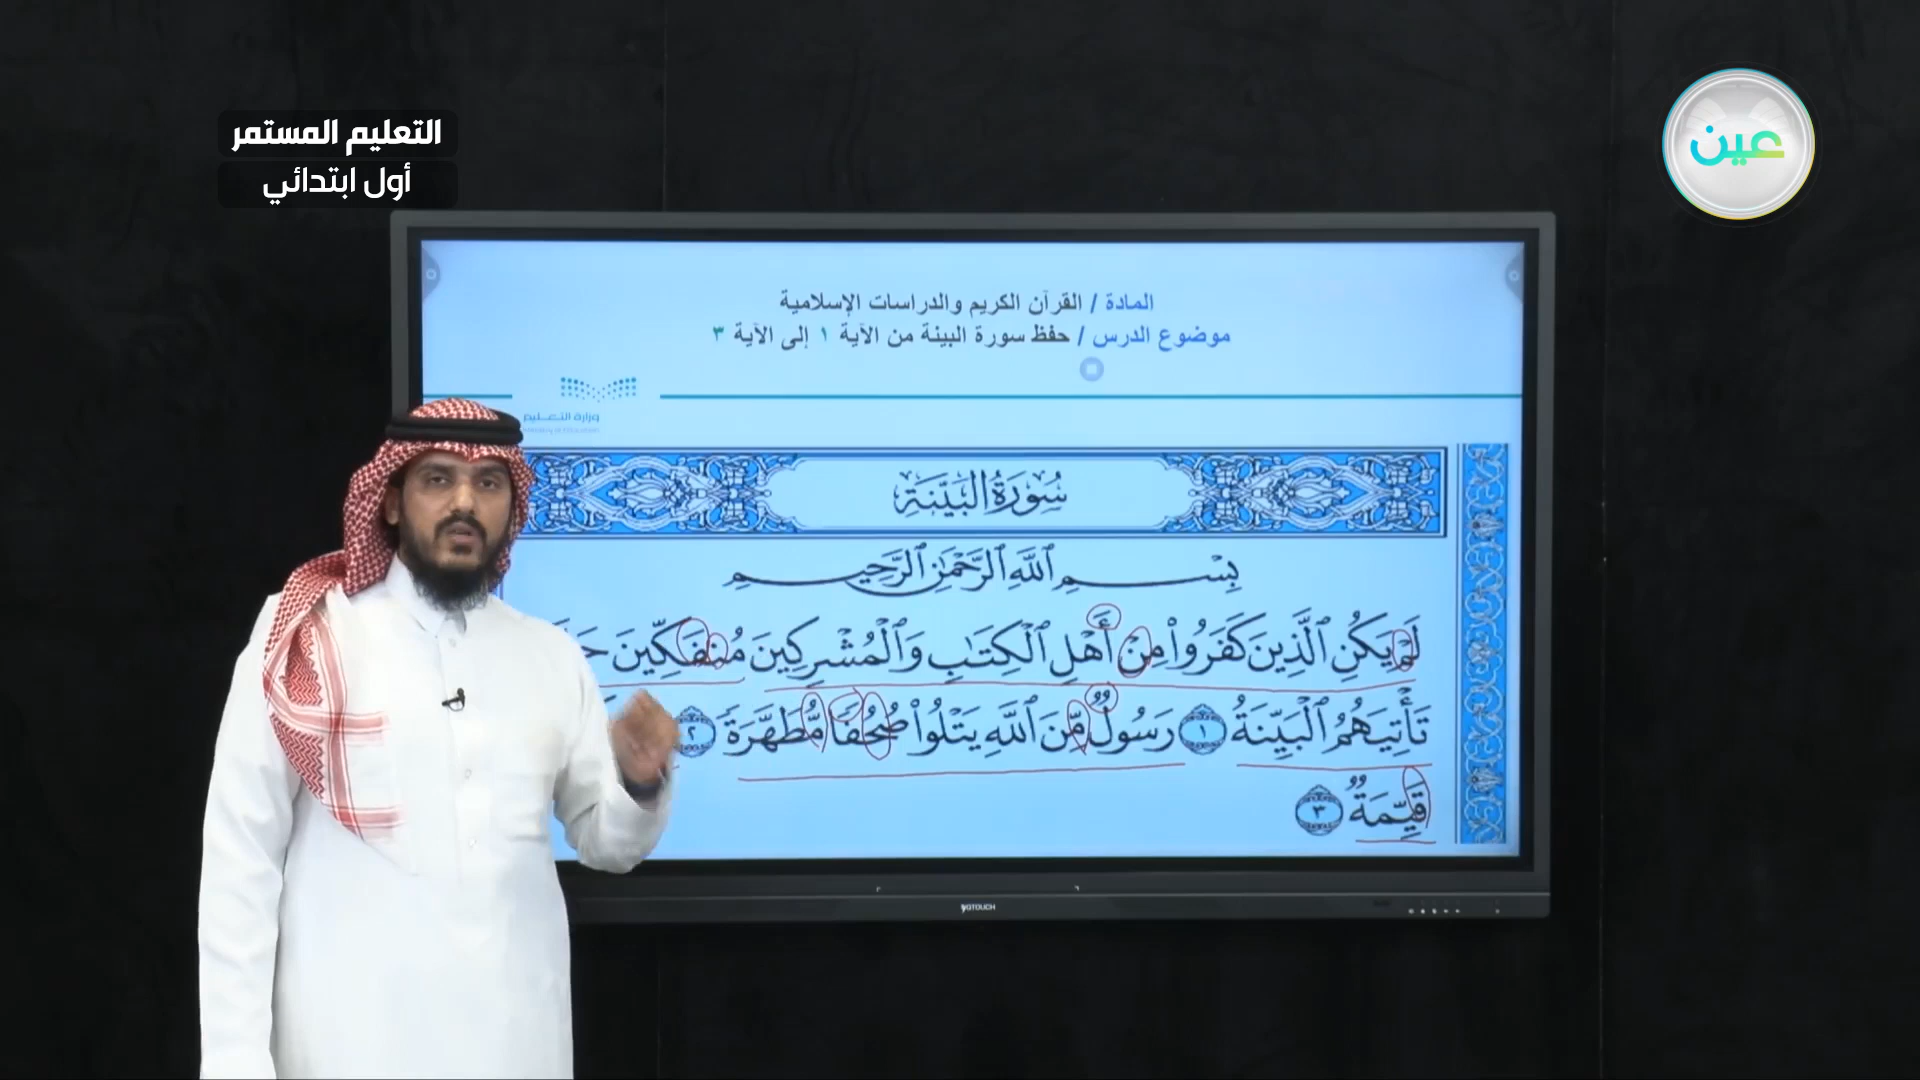 التعليم المستمر
أول ابتدائي
عين
المادة / القرآن الكريم والدراسات الإسلامية
موضوع الدرس / حفظ سورة البينة من الآية ١ إلى الآية ٣
وزارة التعليم
سُورَةُ البَيِّنَة
بِسْمِ ٱللَّهِ ٱلرَّحْمَٰنِ ٱلرَّحِيمِ
لَمْ يَكُنِ ٱلَّذِينَ كَفَرُوا۟ مِنْ أَهْلِ ٱلْكِتَٰبِ وَٱلْمُشْرِكِينَ مُنفَكِّينَ
تَأْتِيَهُمُ ٱلْبَيِّنَةُ ١ رَسُولٌ مِّنَ ٱللَّهِ يَتْلُوا۟ صُحُفًا مُّطَهَّرَةً ٢
قَيِّمَةٌ ٣
IQTOUCH